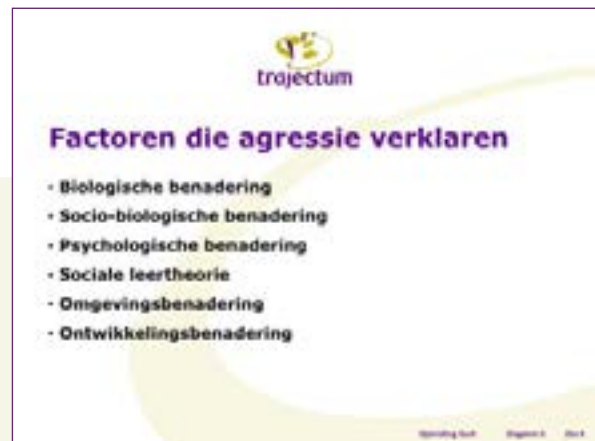 trajectum
Factoren die agressie verklaren
- Biologische benadering
- Socio-biologische benadering
- Psychologische benadering
- Sociale leertheorie
- Omgevingsbenadering
- Ontwikkelingsbenadering